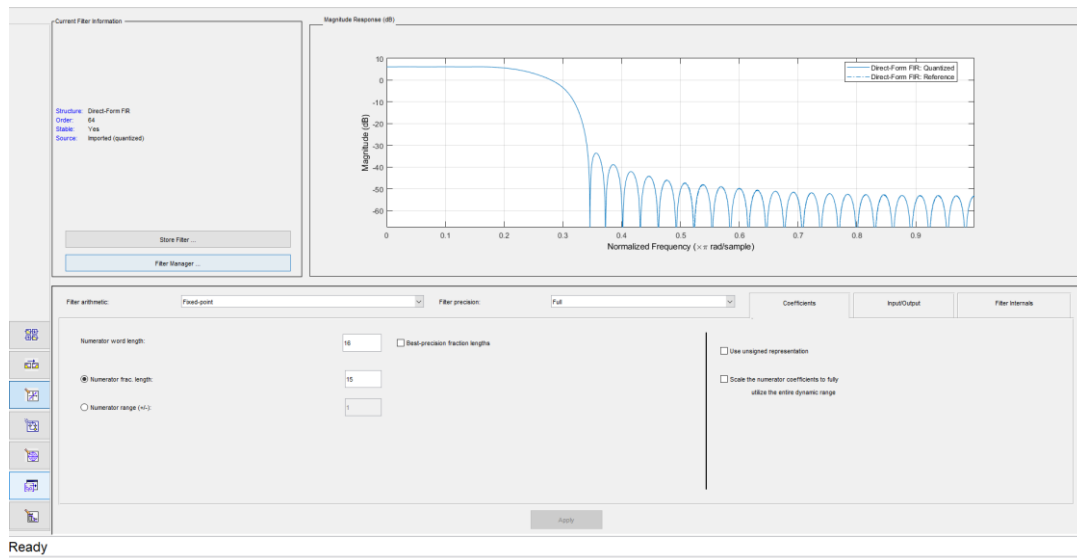 Current Filter Information
Structure: Direct-Form FIR
Order: 64
Stable: Yes
Source: Imported (quantized)
Store Filter ...
Filter Manager ...
Magnitude Response (dB)
Direct-Form FIR: Quantized
Direct-Form FIR: Reference
Magnitude (dB)
10
0
-10
-20
-30
-40
-50
-60
0 0.1 0.2 0.3 0.4 0.5 0.6 0.7 0.8 0.9
Normalized Frequency (×π rad/sample)
Filter arithmetic: Fixed-point Filter precision: Full
Coefficients Input/Output Filter Internals
Numerator word length: 16 Best-precision fraction lengths
Numerator frac. length: 15
Numerator range (+/-): 1
Use unsigned representation
Scale the numerator coefficients to fully
utilize the entire dynamic range
Apply
Ready